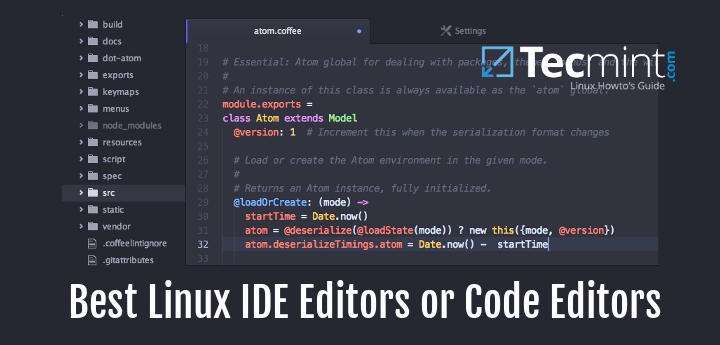 build
docs
dot-atom
exports
keymaps
menus
node_modules
resources
script
spec
src
static
vendor
.coffeelintignore
.gitattributes
atom.coffee
Settings
18
19 # Essential: Atom global for dealing with packages, themes, menus, and the wi
20 #
21 # An instance of this class is always available as the `atom` global.
22 module.exports =
23 class Atom extends Model
24 @version: 1 # Increment this when the serialization format changes
25
26 # Load or create the Atom environment in the given mode.
27 #
28 # Returns an Atom instance, fully initialized.
29 @loadOrCreate: (mode) ->
30 startTime = Date.now()
31 atom = @deserialize(@loadState(mode)) ? new this({mode, @version})
32 atom.deserializeTimings.atom = Date.now() - startTime
33
Tecmint.com
Linux Howto's Guide
Best Linux IDE Editors or Code Editors